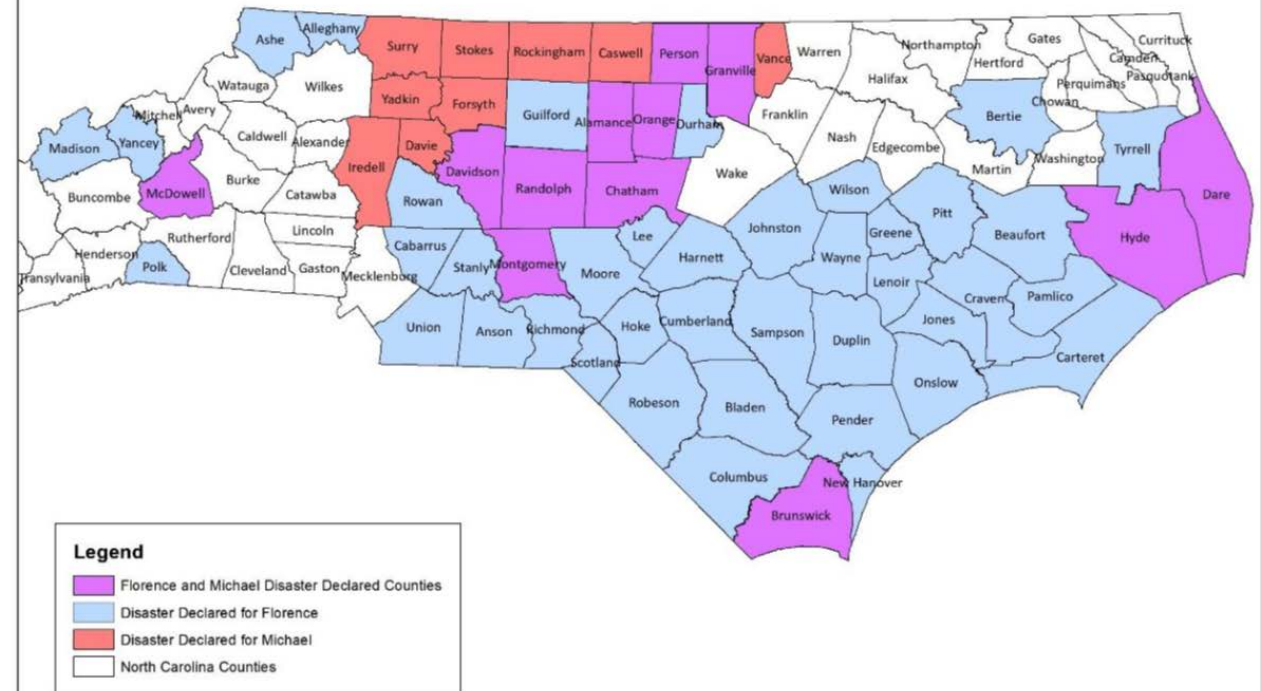 Ashe
Alleghany
Surry
Stokes
Rockingham
Caswell
Person
Granville
Vance
Warren
Northampton
Gates
Currituck
Camden
Pasquotank
Hertford
Perquimans
Chowan
Halifax
Watauga
Wilkes
Yadkin
Forsyth
Guilford
Alamance
Orange
Durham
Franklin
Bertie
Mitchell
Avery
Madison
Yancey
Caldwell
Alexander
Iredell
Davie
Davidson
Randolph
Chatham
Wake
Nash
Edgecombe
Martin
Washington
Tyrrell
Dare
Buncombe
McDowell
Burke
Catawba
Rowan
Wilson
Pitt
Beaufort
Hyde
Rutherford
Lincoln
Cabarrus
Lee
Johnston
Greene
Transylvania
Henderson
Polk
Cleveland
Gaston
Mecklenburg
Stanly
Montgomery
Moore
Harnett
Wayne
Lenoir
Craven
Pamlico
Union
Anson
Richmond
Hoke
Cumberland
Sampson
Duplin
Jones
Carteret
Scotland
Robeson
Bladen
Pender
Onslow
Columbus
New Hanover
Brunswick
Legend
Florence and Michael Disaster Declared Counties
Disaster Declared for Florence
Disaster Declared for Michael
North Carolina Counties